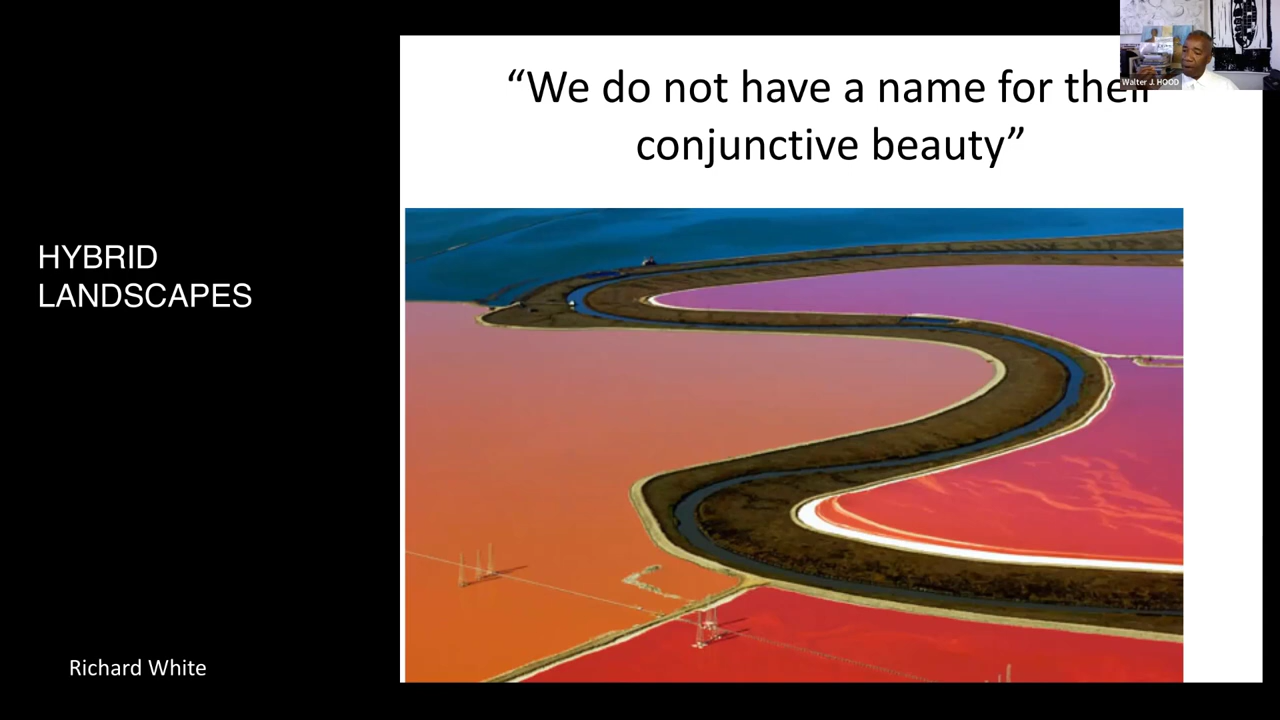 Walter J. HOOD
“We do not have a name for their
conjunctive beauty”
HYBRID
LANDSCAPES
Richard White